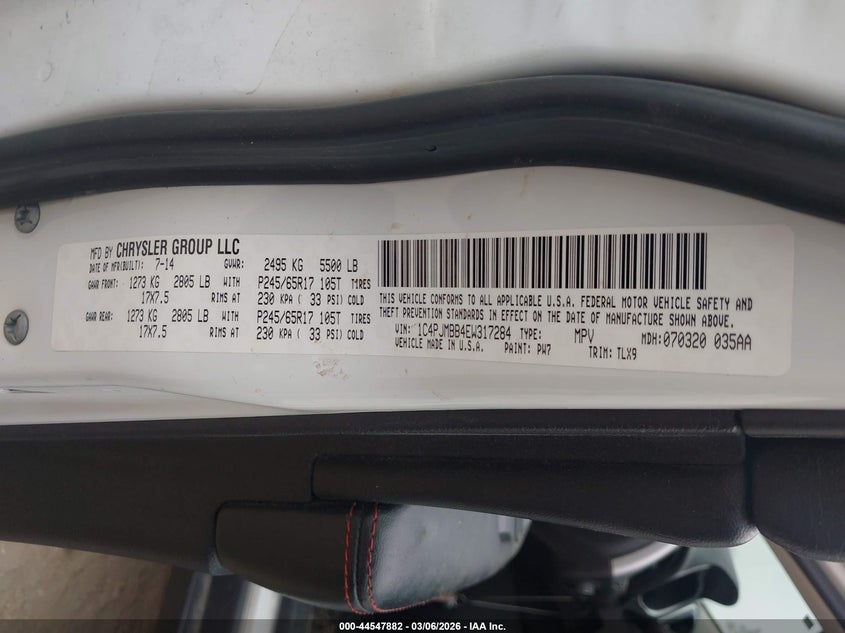 MFD BY CHRYSLER GROUP LLC
DATE OF MFR(BUILT): 7-14 GVWR: 2495 KG 5500 LB
GAWR FRONT: 1273 KG 2805 LB WITH P245/65R17 105T TIRES
17X7.5 RIMS AT 230 KPA ( 33 PSI) COLD
GAWR REAR: 1273 KG 2805 LB WITH P245/65R17 105T TIRES
17X7.5 RIMS AT 230 KPA ( 33 PSI) COLD
THIS VEHICLE CONFORMS TO ALL APPLICABLE U.S.A. FEDERAL MOTOR VEHICLE SAFETY AND
THEFT PREVENTION STANDARDS IN EFFECT ON THE DATE OF MANUFACTURE SHOWN ABOVE.
VIN: 1C4PJMBB4EW317284 TYPE: MPV MDH: 070320 035AA
VEHICLE MADE IN U.S.A. PAINT: PW7 TRIM: TLX9
000-44547882 — 03/06/2026 — IAA Inc.